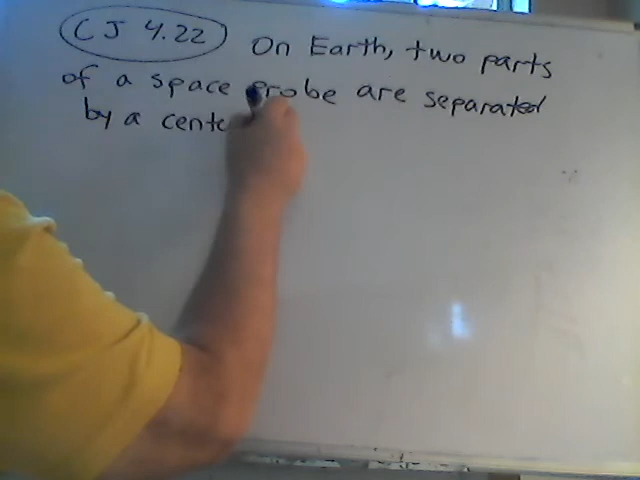 CJ 4.22 On Earth, two parts
of a space probe are separated
by a cente